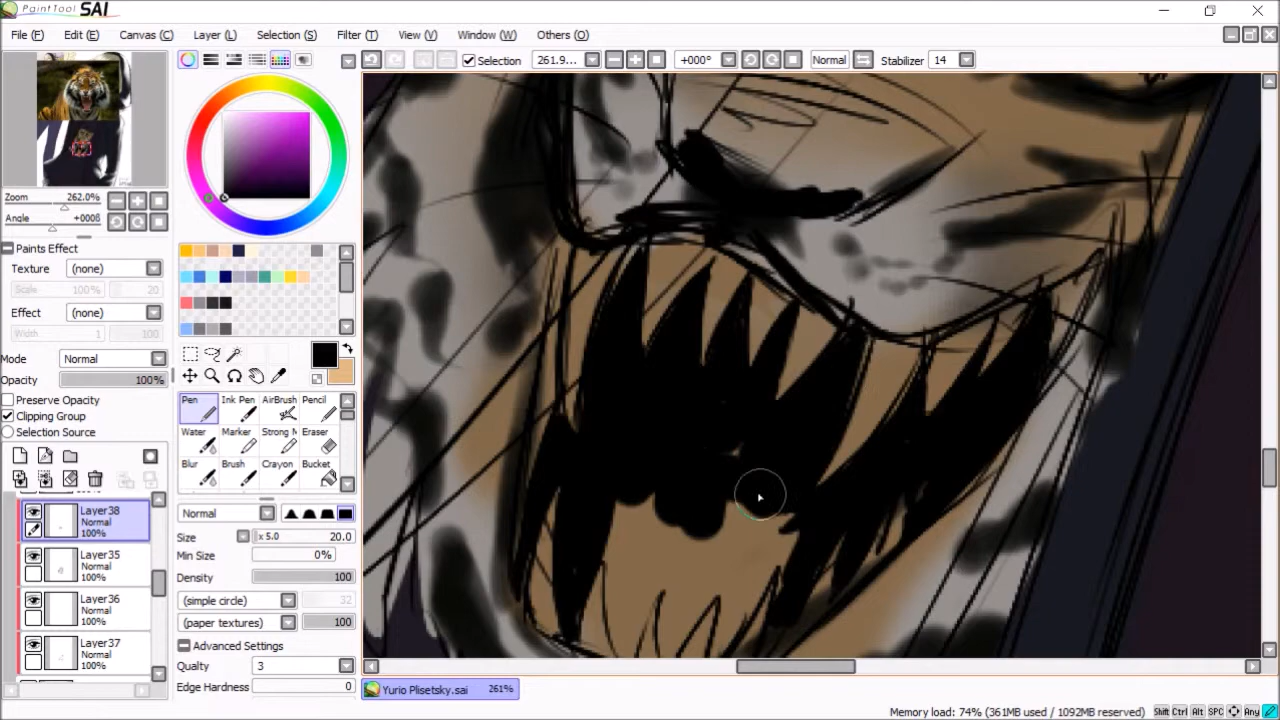 PaintTool SAI
File (F) Edit (E) Canvas (C) Layer (L) Selection (S) Filter (T) View (V) Window (W) Others (O)
Selection 261.9... +000° Normal Stabilizer 14
Zoom 262.0%
Angle +000ß
Paints Effect
Texture (none)
Scale 100% 20
Effect (none)
Width 1 100
Mode Normal
Opacity 100%
Preserve Opacity
Clipping Group
Selection Source
Layer38
Normal
100%
Layer35
Normal
100%
Layer36
Normal
100%
Layer37
Normal
100%
Pen Ink Pen AirBrush Pencil
Water Marker Strong M Eraser
Blur Brush Crayon Bucket
Normal
Size x 5.0 20.0
Min Size 0%
Density 100
(simple circle) 32
(paper textures) 100
Advanced Settings
Qualty 3
Edge Hardness 0
Yurio Plisetsky.sai 261%
Memory load: 74% (361MB used / 1092MB reserved) Shift Ctrl Alt SPC Any